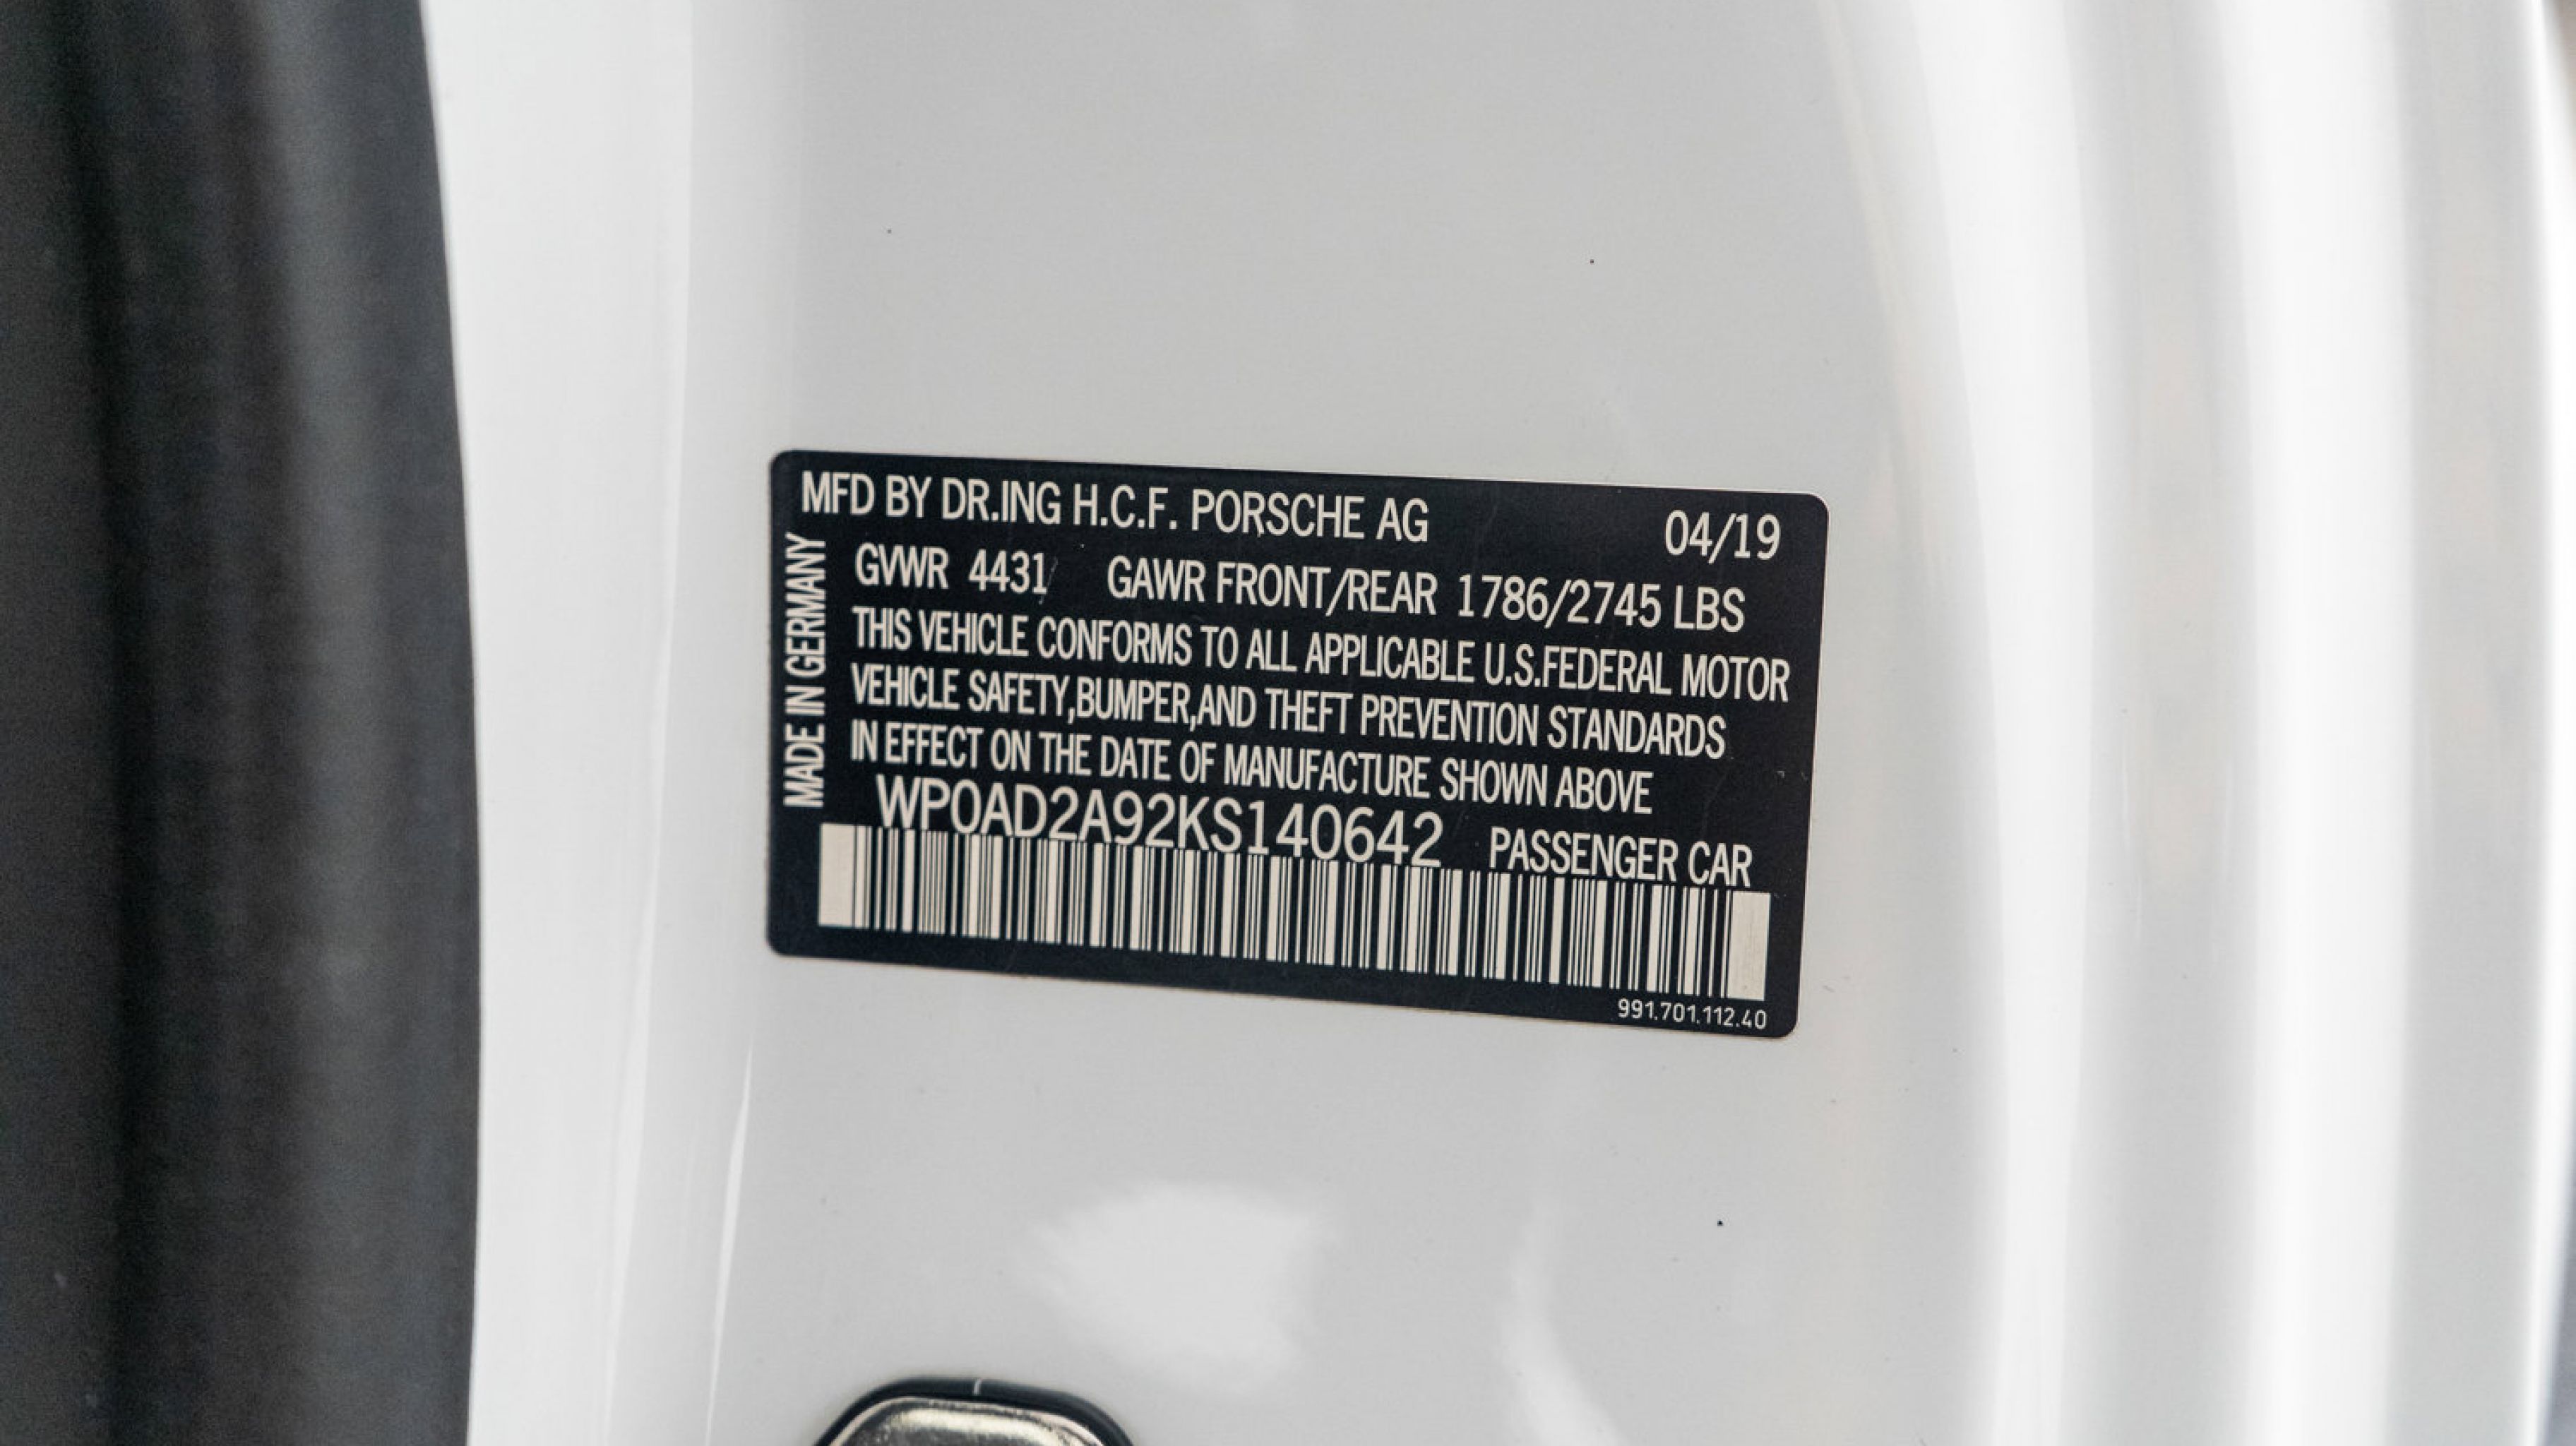 MFD BY DR.ING H.C.F. PORSCHE AG 04/19
MADE IN GERMANY
GVWR 4431 GAWR FRONT/REAR 1786/2745 LBS
THIS VEHICLE CONFORMS TO ALL APPLICABLE U.S.FEDERAL MOTOR
VEHICLE SAFETY,BUMPER,AND THEFT PREVENTION STANDARDS
IN EFFECT ON THE DATE OF MANUFACTURE SHOWN ABOVE
WP0AD2A92KS140642 PASSENGER CAR
991.701.112.40